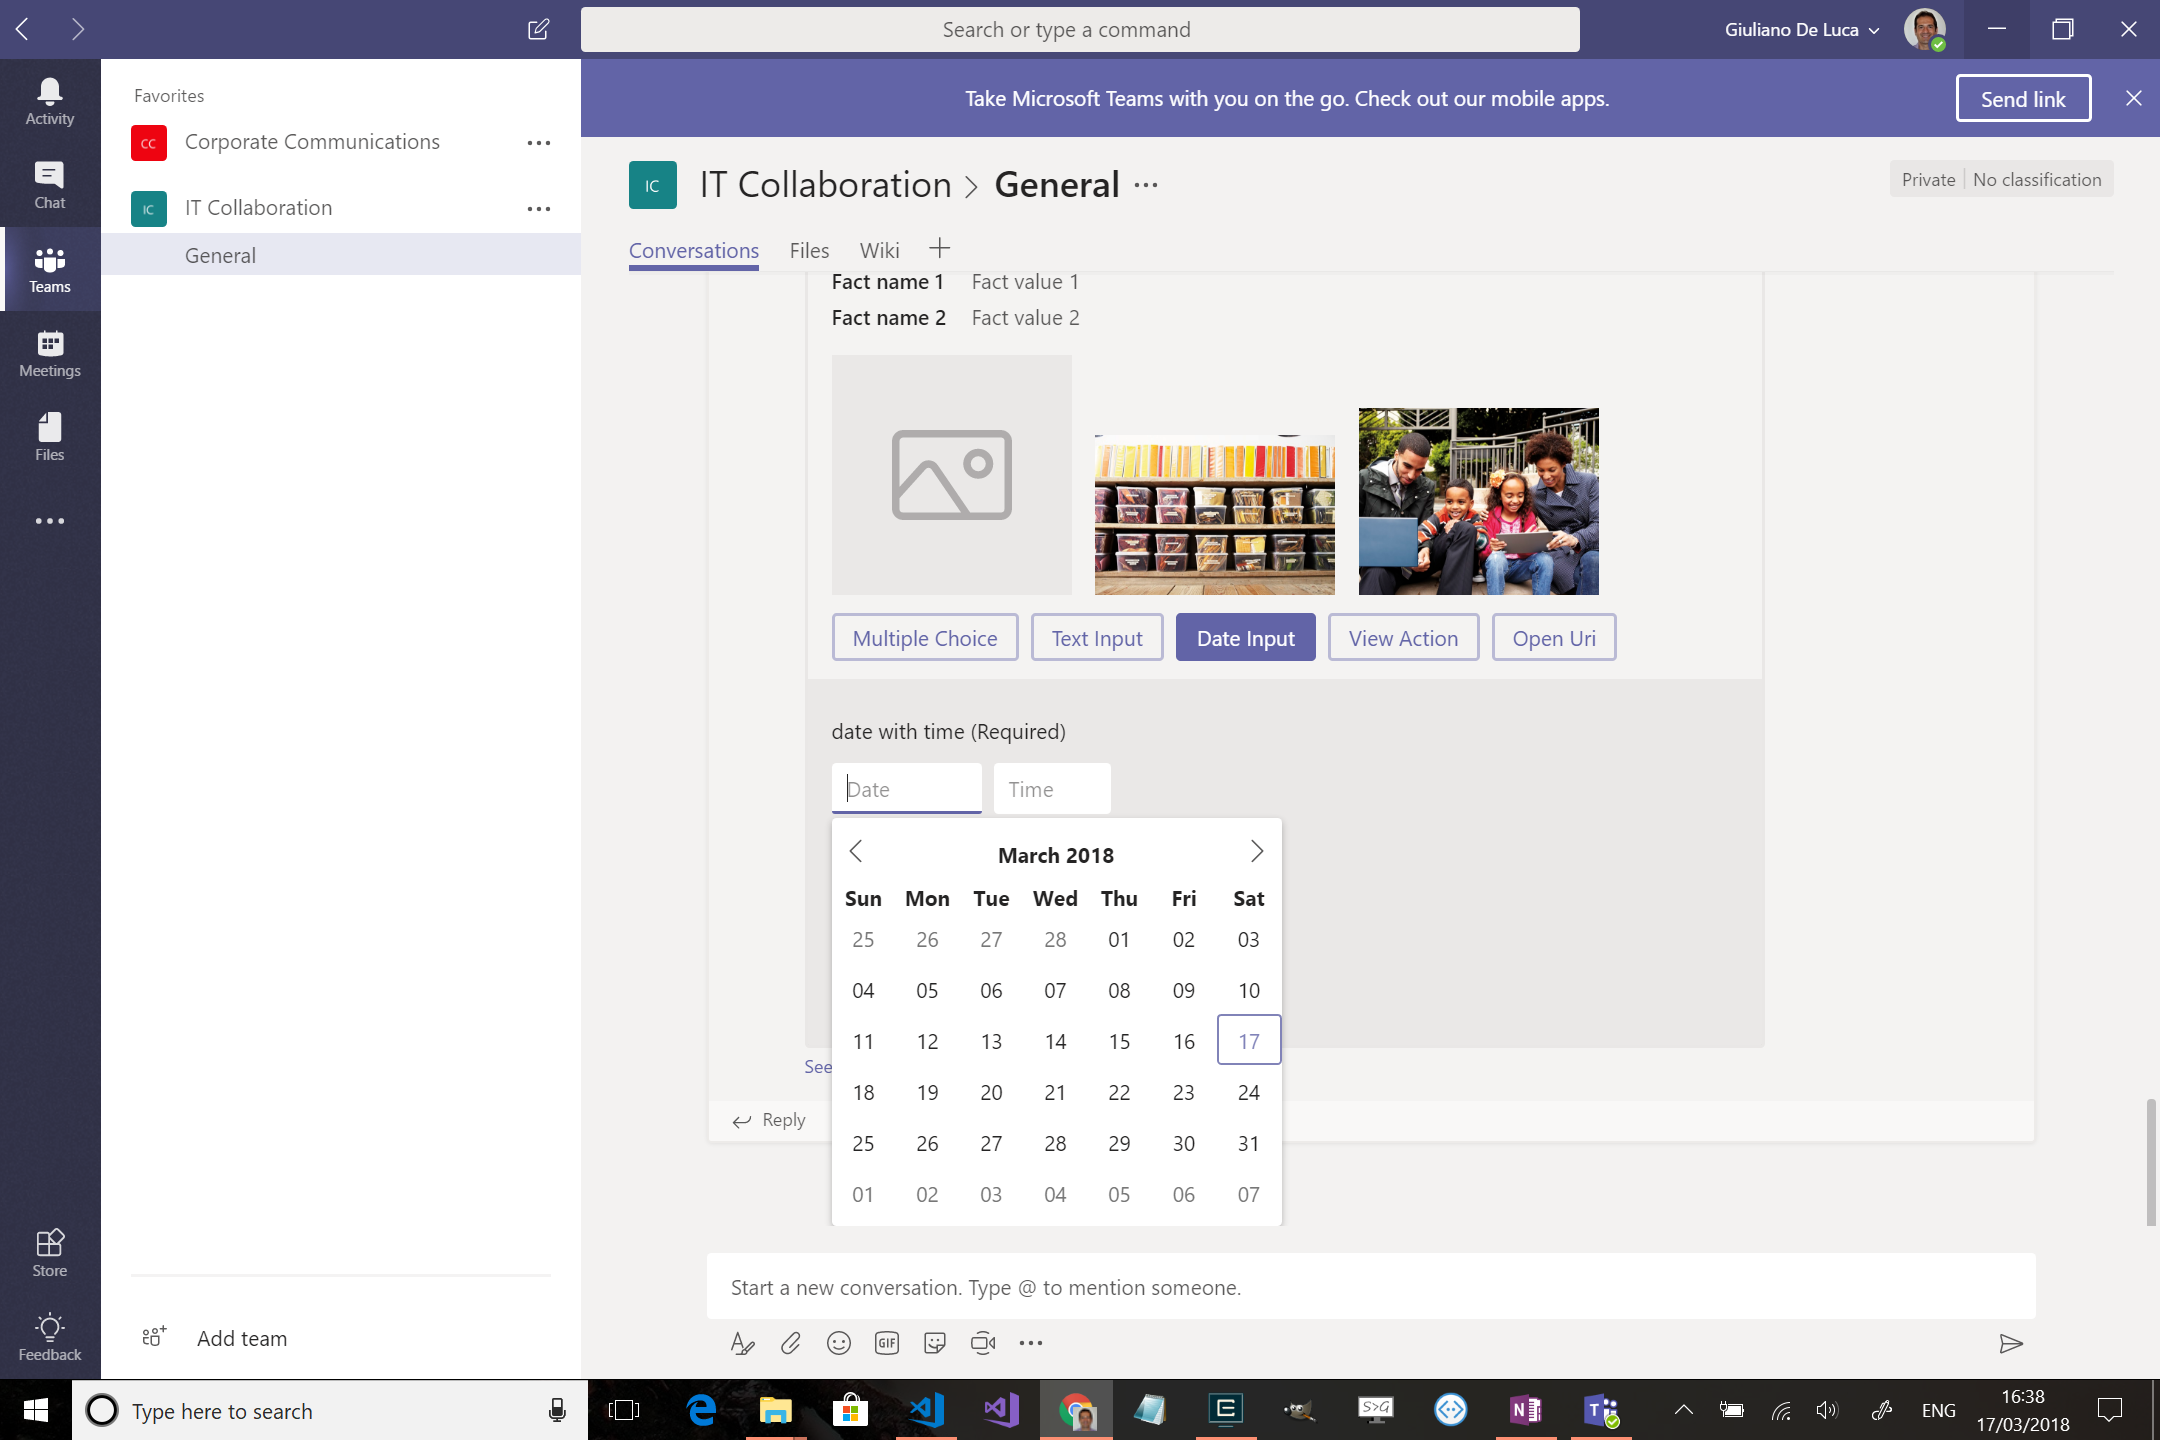 Search or type a command
Giuliano De Luca
Activity
Chat
Teams
Meetings
Files
Store
Feedback
Favorites
CC Corporate Communications
IC IT Collaboration
General
Add team
Take Microsoft Teams with you on the go. Check out our mobile apps.
Send link
IC IT Collaboration > General
Private No classification
Conversations Files Wiki
Fact name 1 Fact value 1
Fact name 2 Fact value 2
Multiple Choice Text Input Date Input View Action Open Uri
date with time (Required)
Date Time
March 2018
Sun Mon Tue Wed Thu Fri Sat
25 26 27 28 01 02 03
04 05 06 07 08 09 10
11 12 13 14 15 16 17
18 19 20 21 22 23 24
25 26 27 28 29 30 31
01 02 03 04 05 06 07
See
Reply
Start a new conversation. Type @ to mention someone.
GIF
Type here to search
S>G
N
T
ENG
16:38
17/03/2018